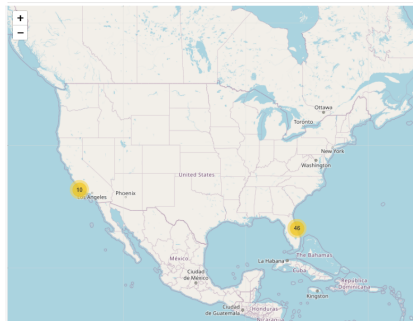 +
−
Ottawa
Toronto
New York
Washington
United States
10
Angeles
Phoenix
46
México
La Habana
The Bahamas
Cuba
Ciudad
de México
República
Dominicana
Kingston
Ciudad
de Guatemala
Honduras
Nicaragua